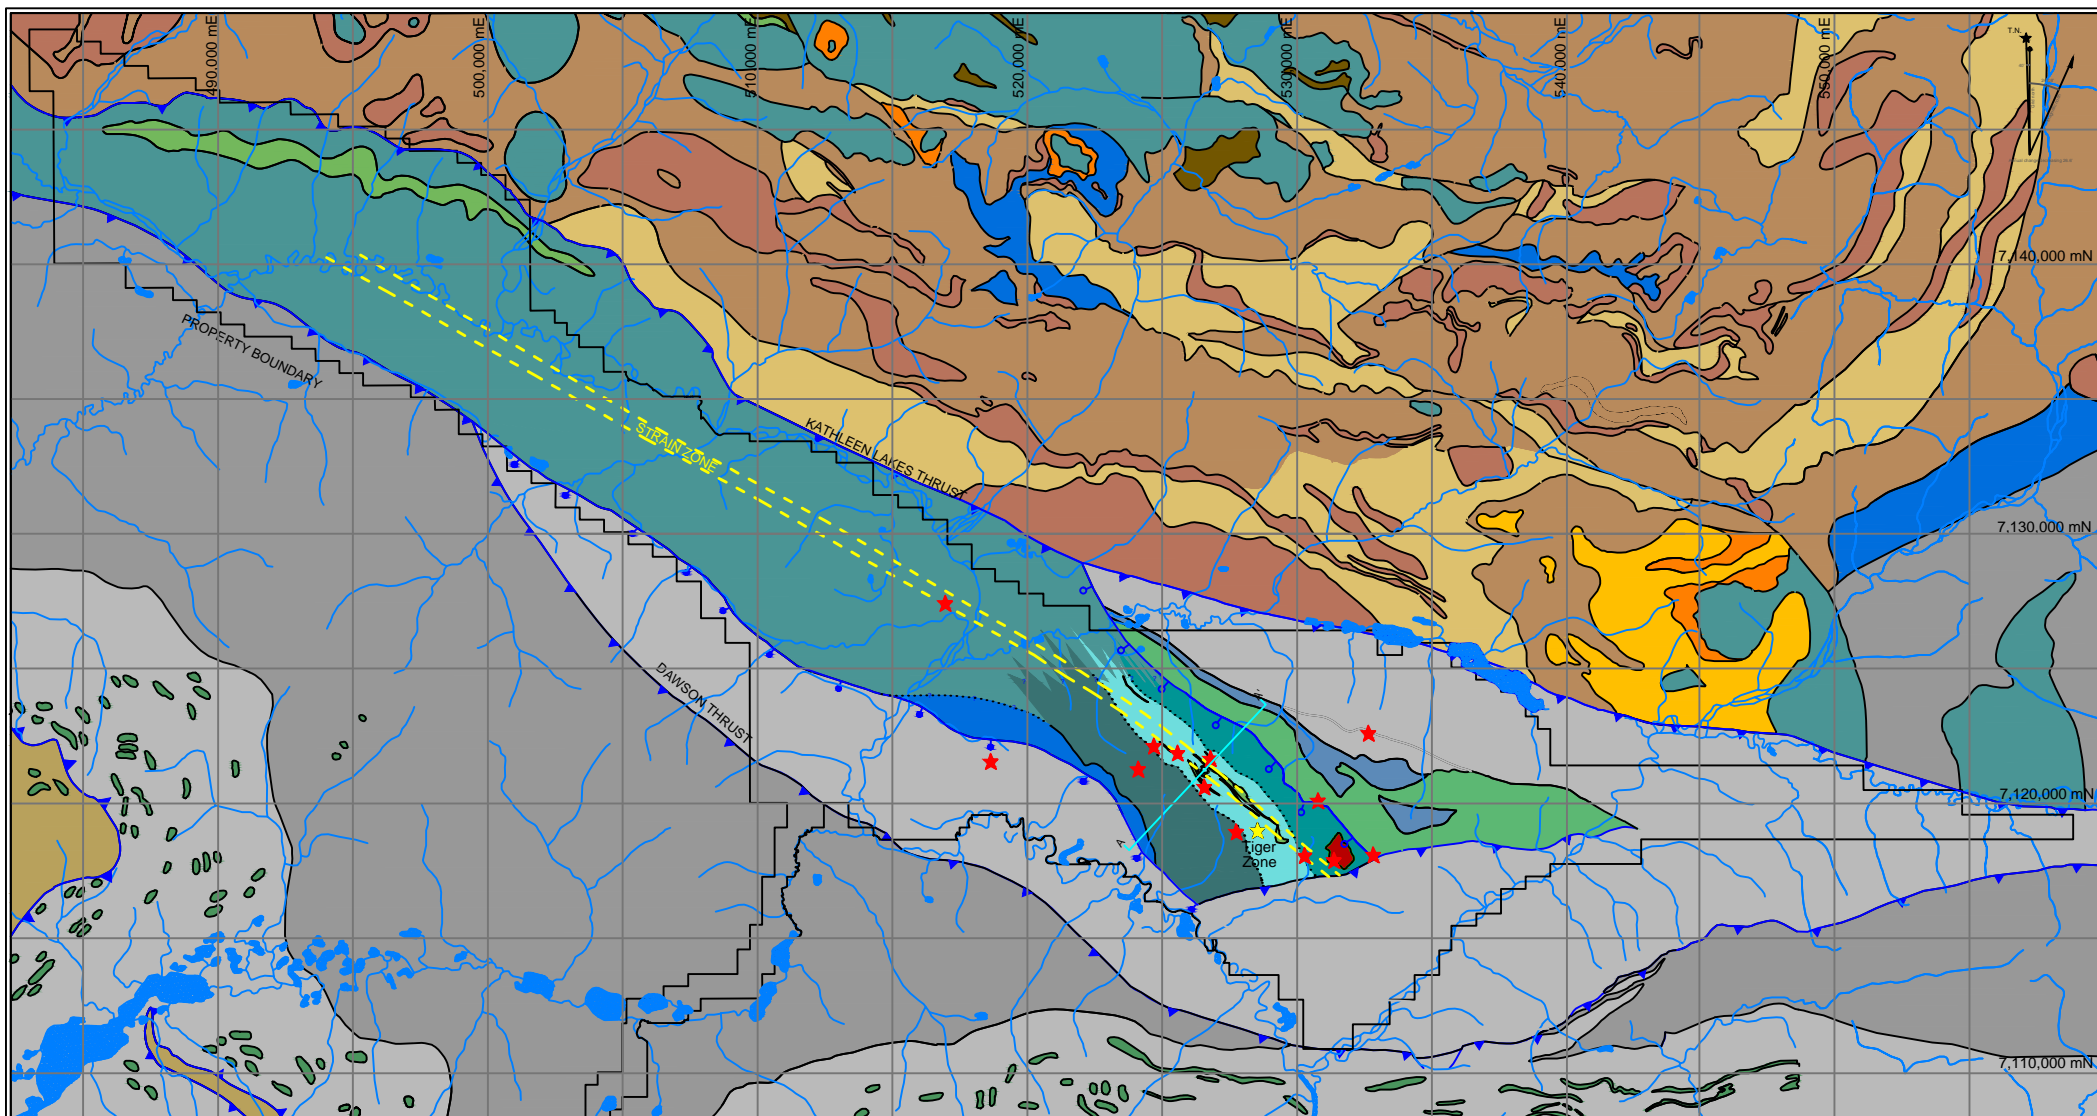 490,000 mE
500,000 mE
510,000 mE
520,000 mE
530,000 mE
540,000 mE
550,000 mE
T.N.
7,140,000 mN
PROPERTY BOUNDARY
STRAIN ZONE
KATHLEEN LAKES THRUST
7,130,000 mN
DAWSON THRUST
A'
7,120,000 mN
A
Tiger
Zone
7,110,000 mN